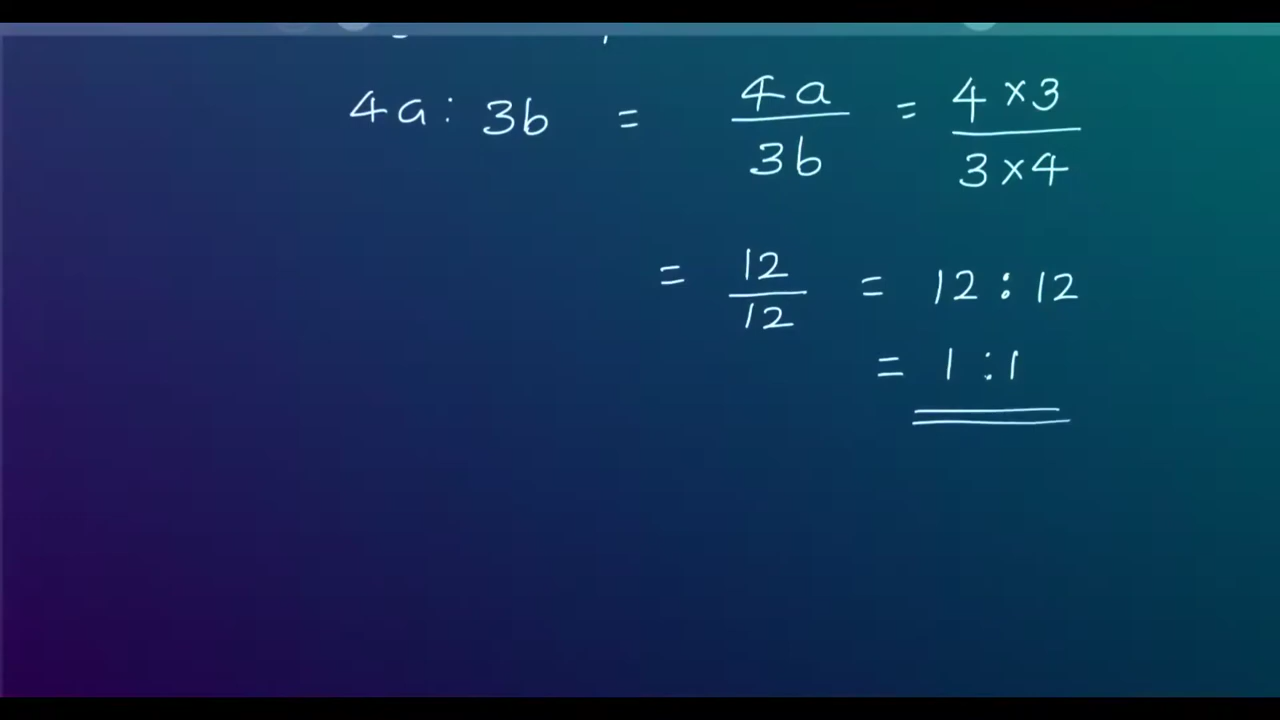 4a : 3b = 4a/3b = 4×3/3×4
= 12/12 = 12 : 12
= 1 : 1